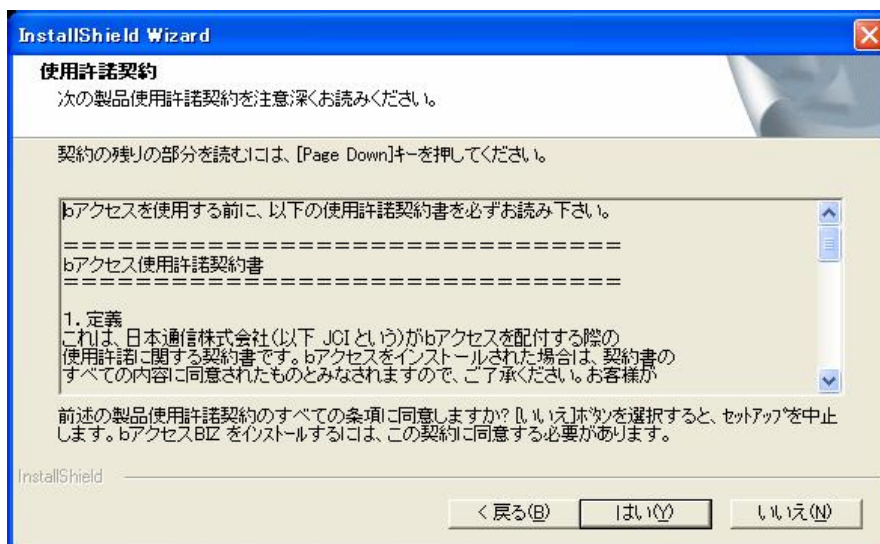 InstallShield Wizard
使用許諾契約
次の製品使用許諾契約を注意深くお読みください。
契約の残りの部分を読むには、[Page Down]キーを押してください。
bアクセスを使用する前に、以下の使用許諾契約書を必ずお読み下さい。
===============================
bアクセス使用許諾契約書
===============================
1. 定義
これは、日本通信株式会社(以下 JCIという)がbアクセスを配付する際の
使用許諾に関する契約書です。bアクセスをインストールされた場合は、契約書の
すべての内容に同意されたものとみなされますので、ご了承ください。お客様が
前述の製品使用許諾契約のすべての条項に同意しますか? [いいえ]ボタンを選択すると、セットアップを中止
します。bアクセスBIZ をインストールするには、この契約に同意する必要があります。
InstallShield
< 戻る(B) はい(Y) いいえ(N)